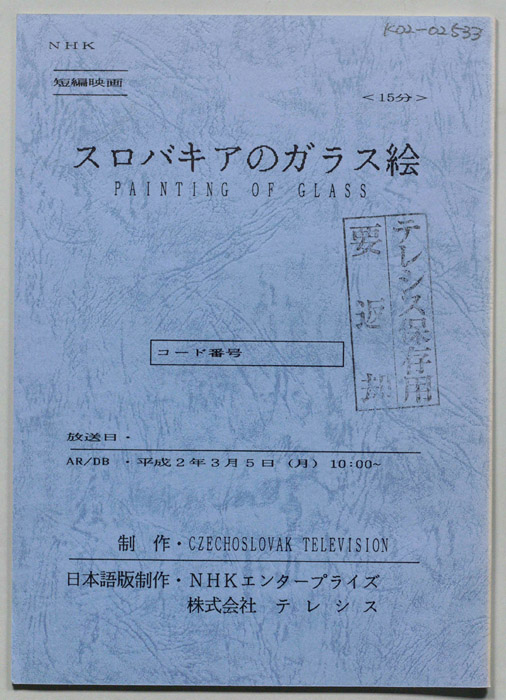 K02-02533
NHK
短編映画
<15分>
スロバキアのガラス絵
PAINTING OF GLASS
テレシス保存用
要返却
コード番号
放送日・
AR/DB ・平成2年3月5日(月) 10:00~
制 作・CZECHOSLOVAK TELEVISION
日本語版制作・NHKエンタープライズ
株式会社 テレシス